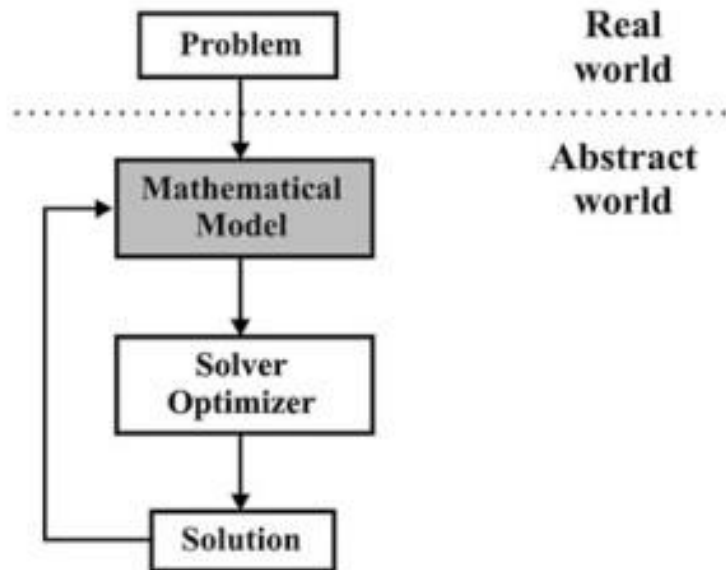 Problem
Real
world
Abstract
world
Mathematical
Model
Solver
Optimizer
Solution